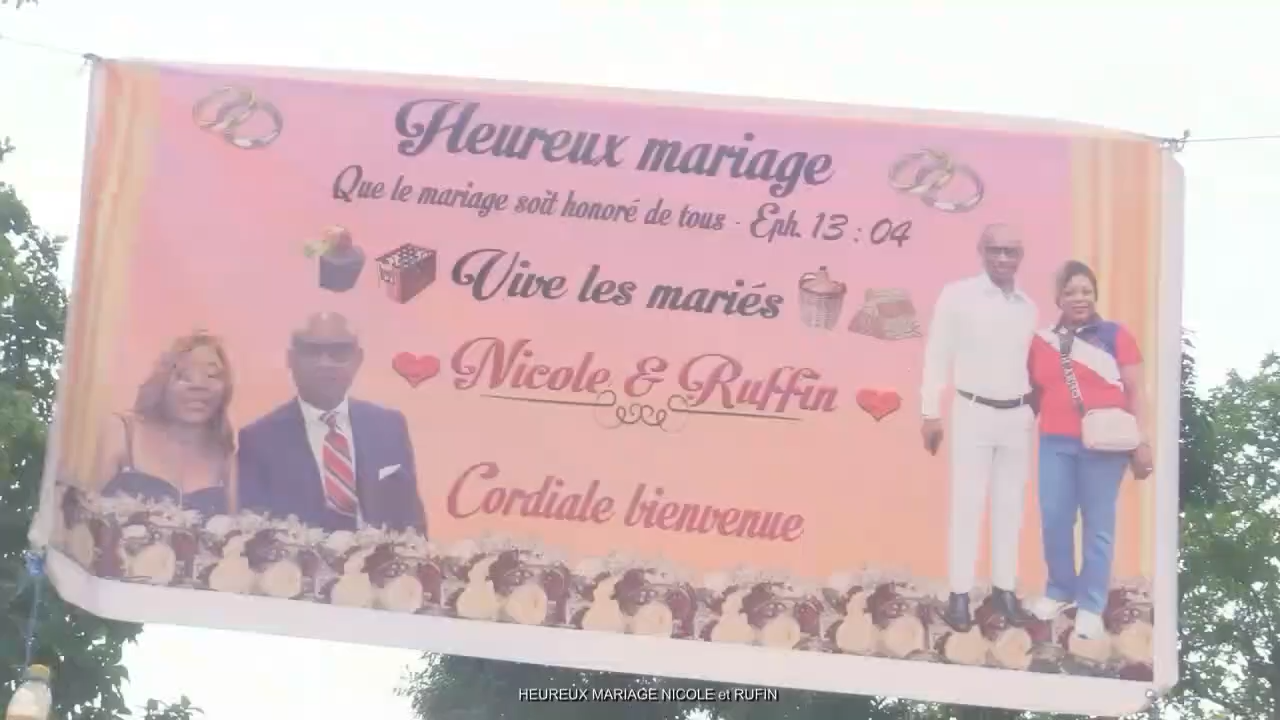 Heureux mariage
Que le mariage soit honoré de tous - Eph. 13 : 04
Vive les mariés
Nicole & Ruffin
Cordiale bienvenue
HEUREUX MARIAGE NICOLE et RUFIN